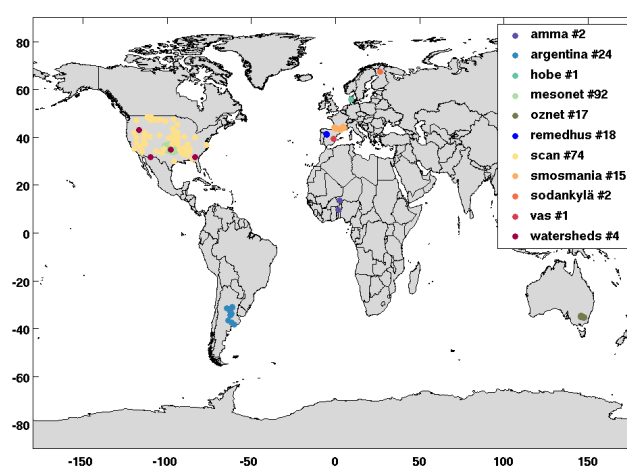 80
60
40
20
0
-20
-40
-60
-80
-150
-100
-50
0
50
100
150
amma #2
argentina #24
hobe #1
mesonet #92
oznet #17
remedhus #18
scan #74
smosmania #15
sodankylä #2
vas #1
watersheds #4